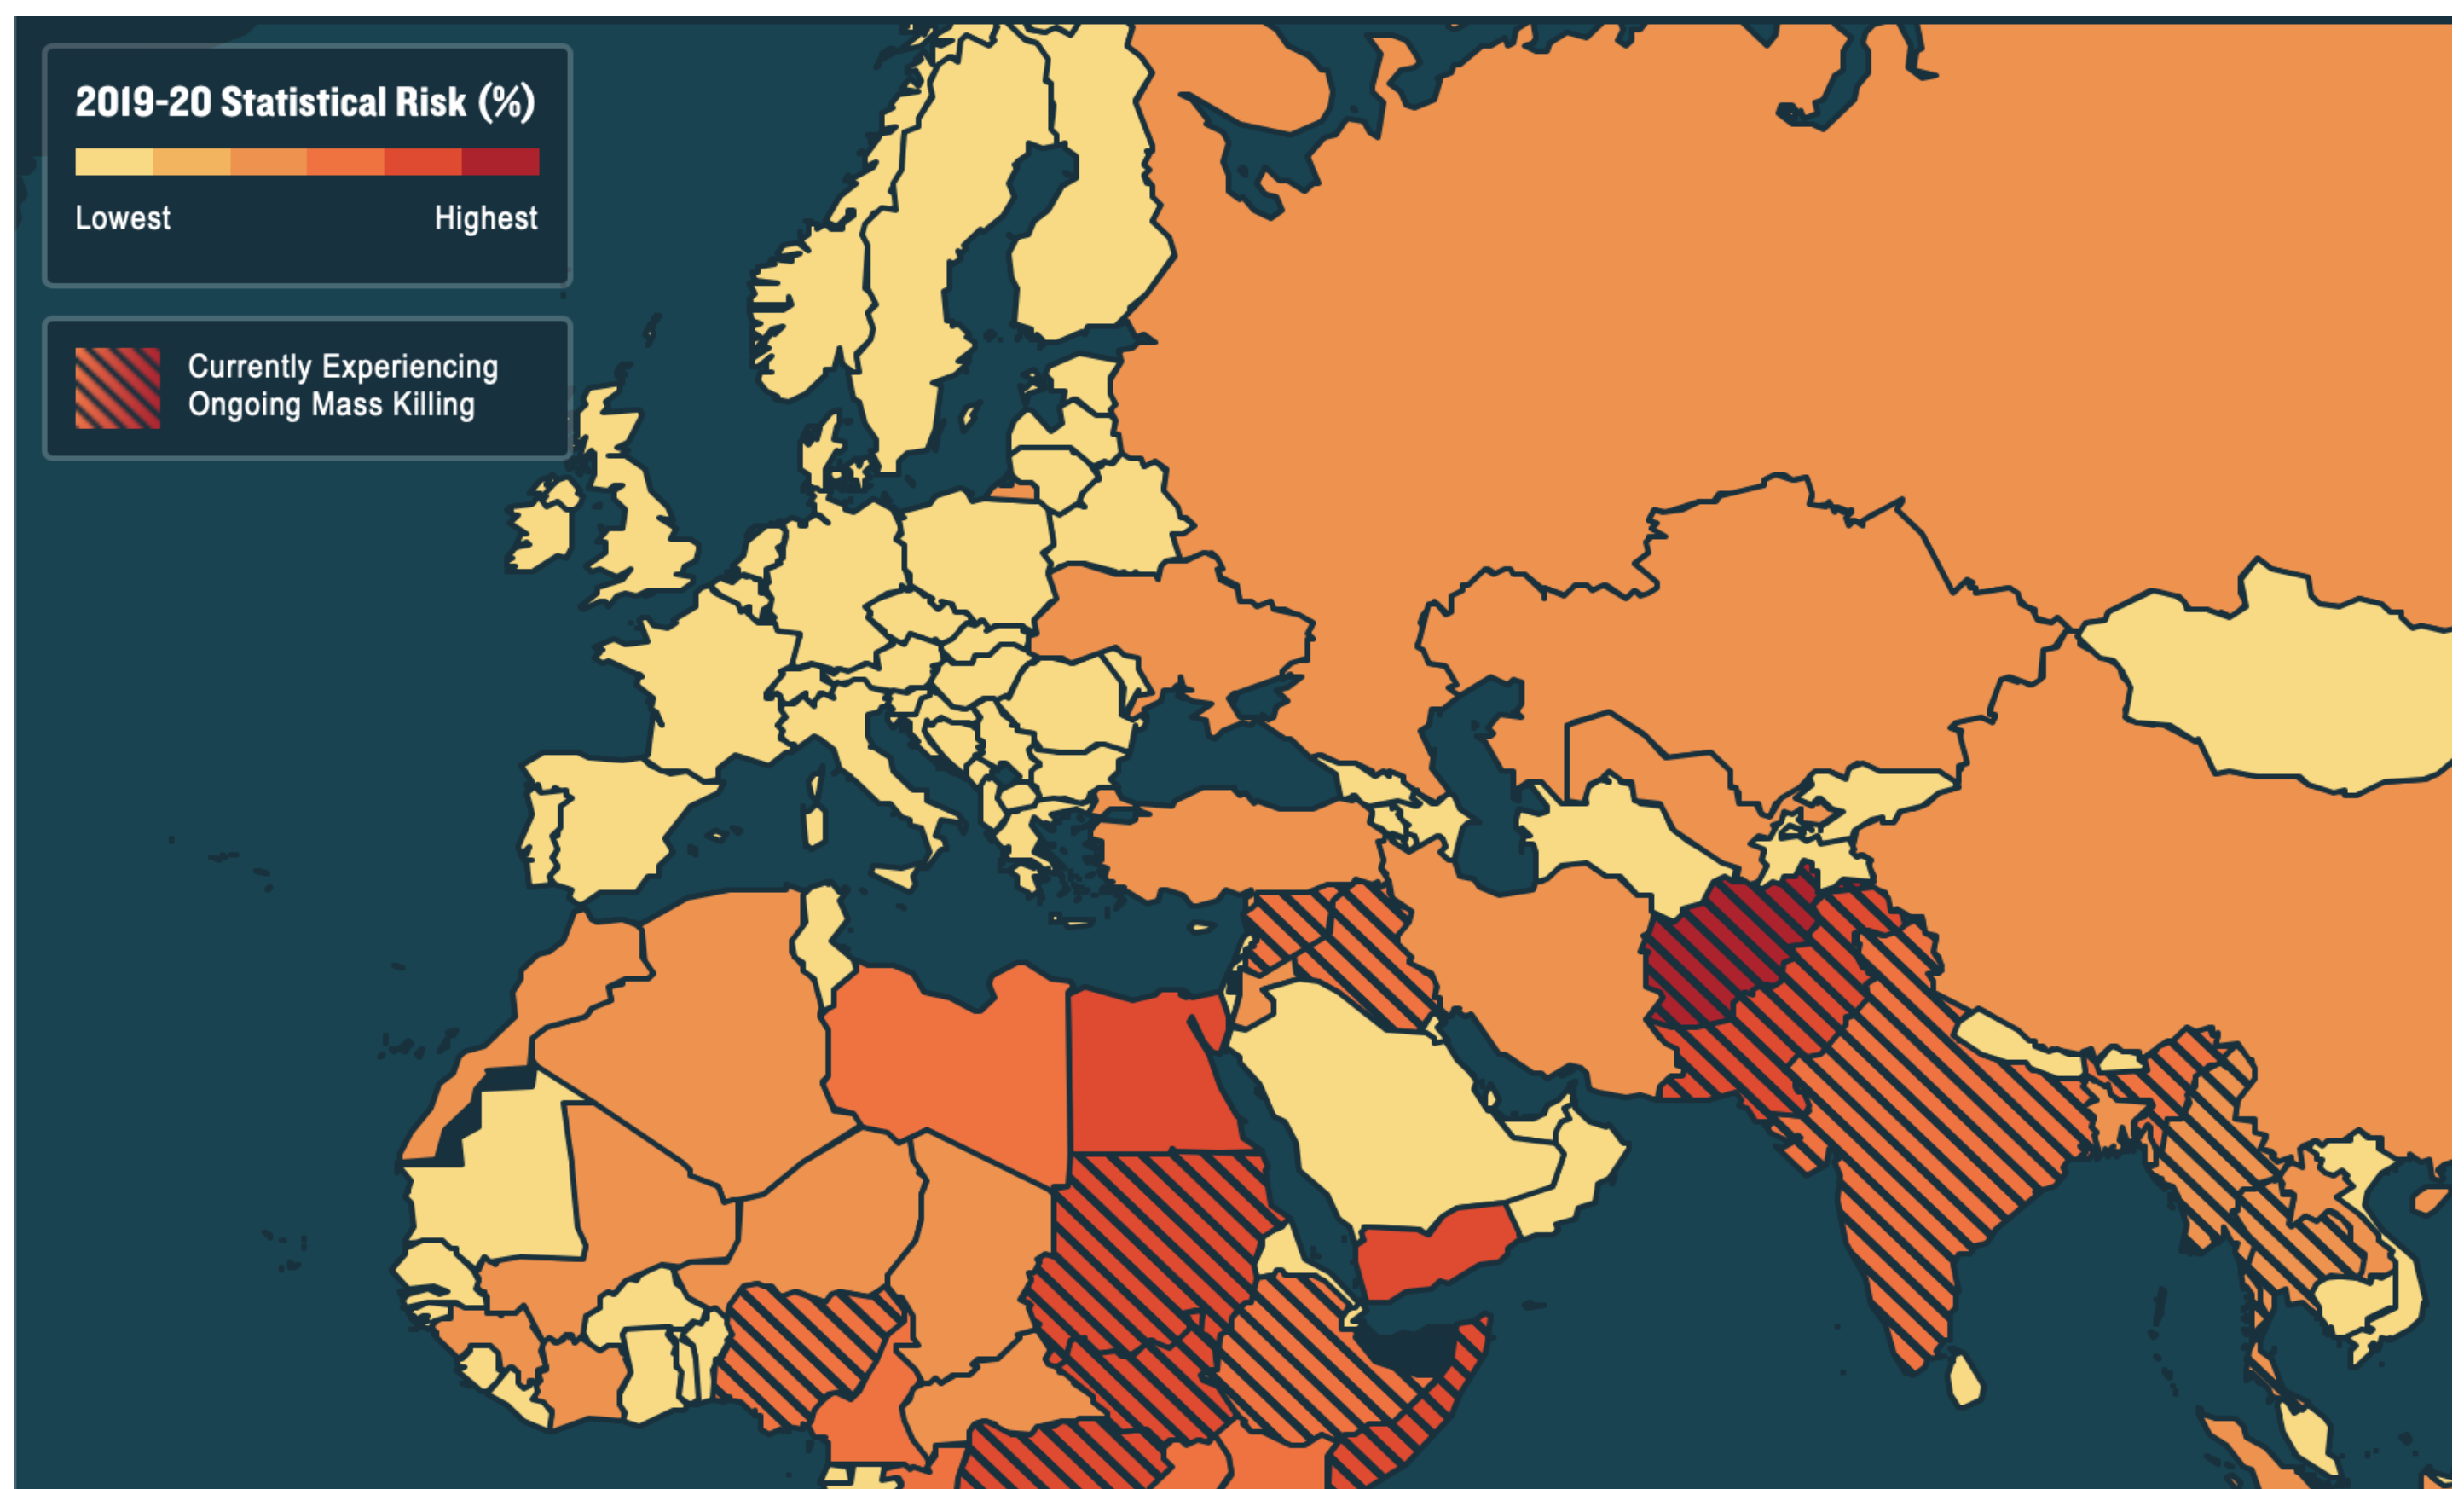 2019-20 Statistical Risk (%)
Lowest Highest
Currently Experiencing
Ongoing Mass Killing